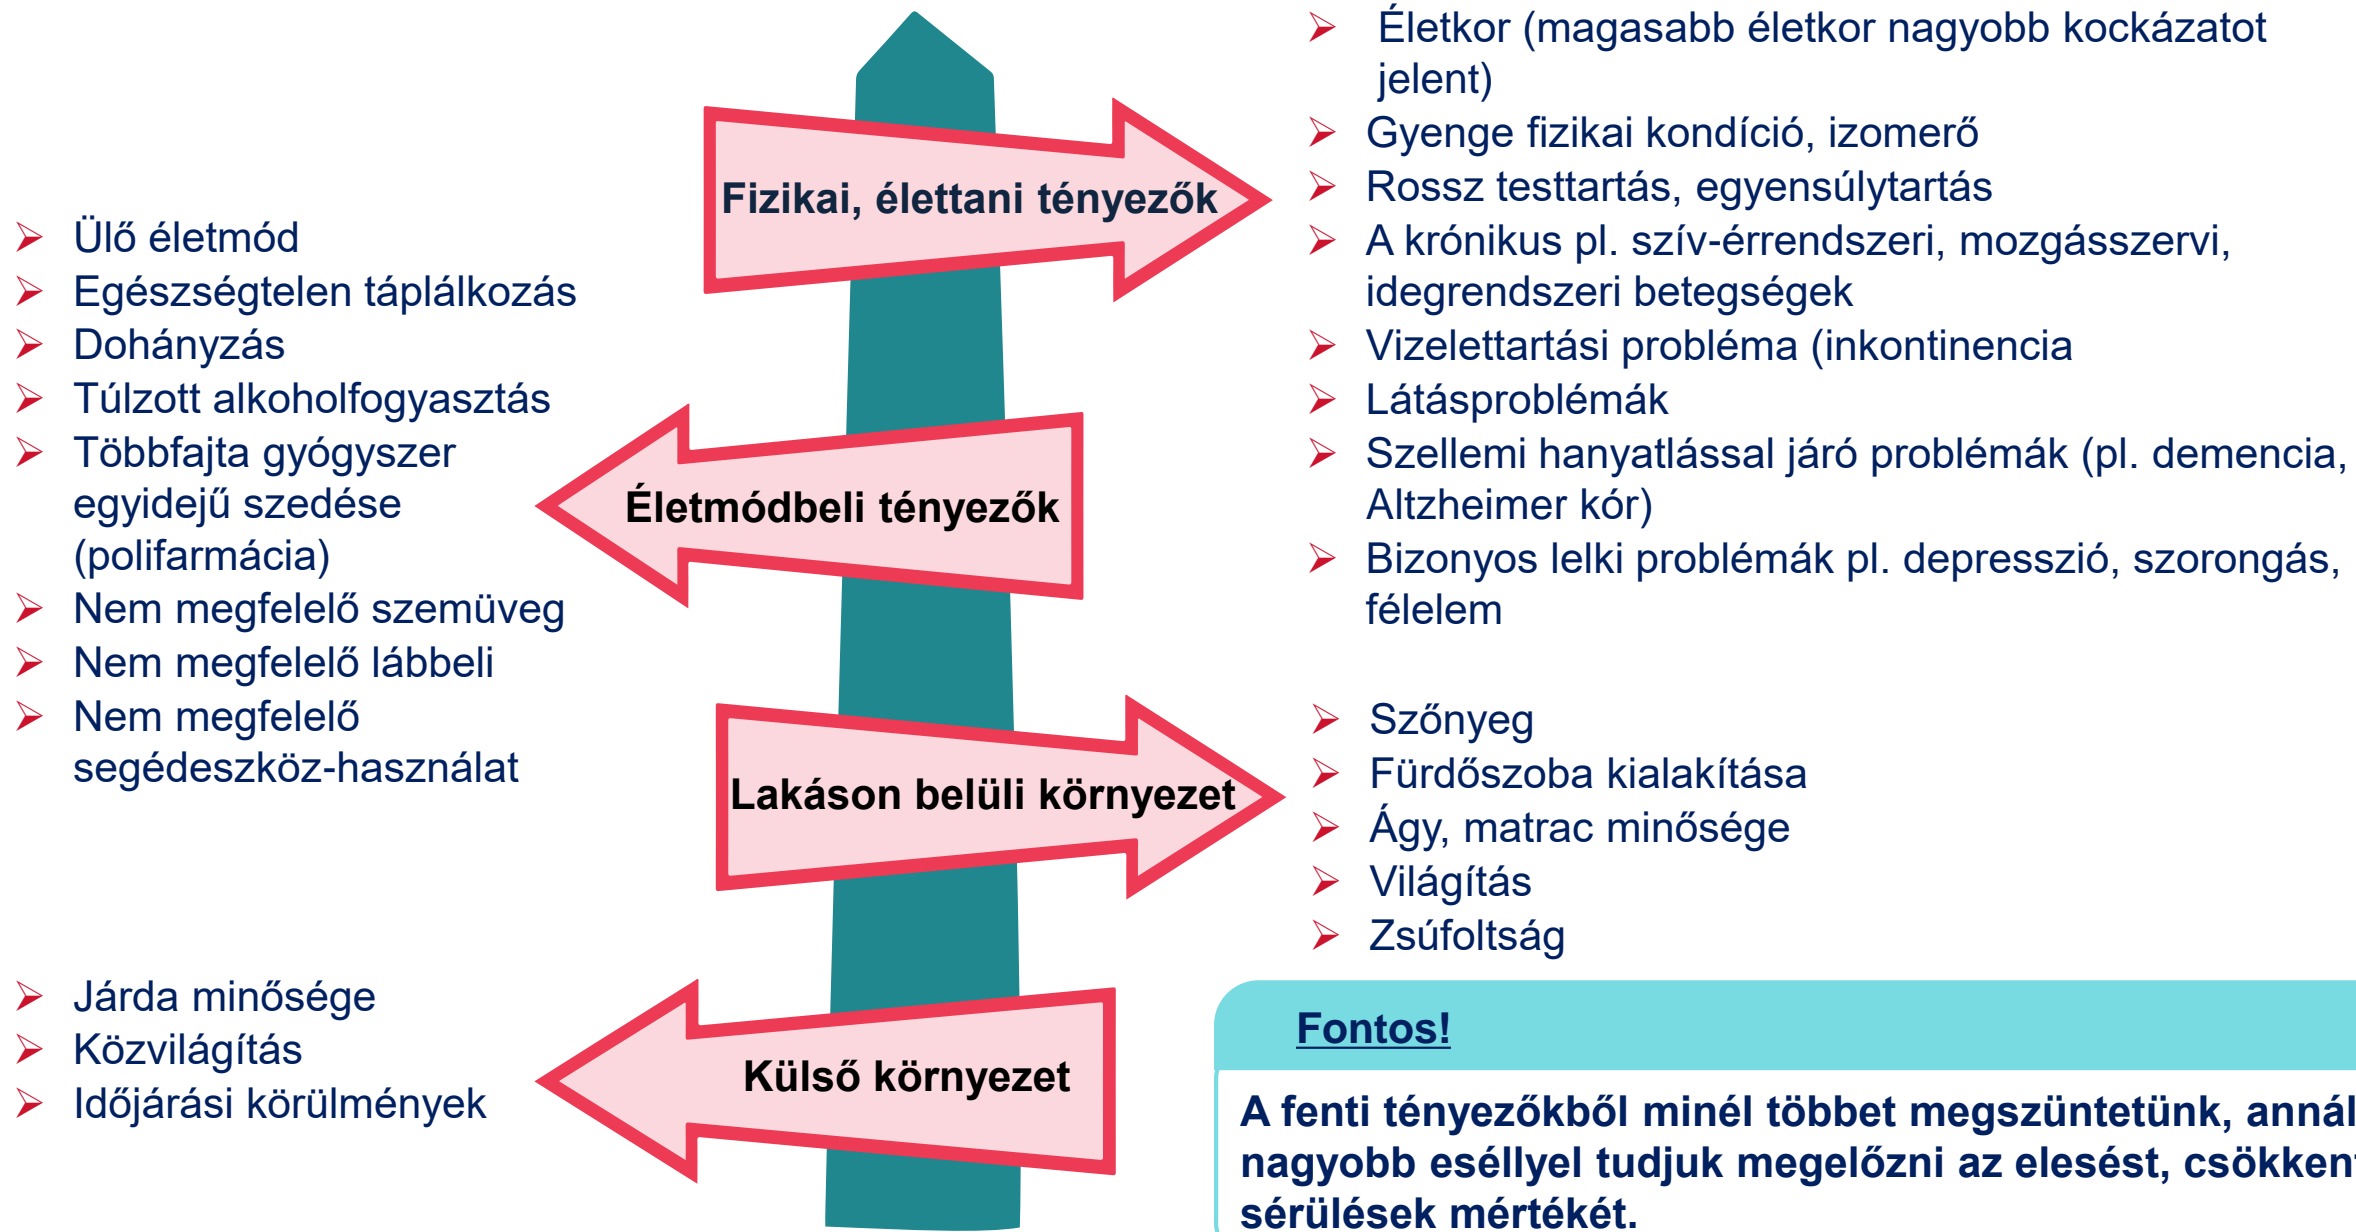 Fizikai, élettani tényezők
Életkor (magasabb életkor nagyobb kockázatot
jelent)
Gyenge fizikai kondíció, izomerő
Rossz testtartás, egyensúlytartás
A krónikus pl. szív-érrendszeri, mozgásszervi,
idegrendszeri betegségek
Vizelettartási probléma (inkontinencia
Látásproblémák
Szellemi hanyatlással járó problémák (pl. demencia,
Altzheimer kór)
Bizonyos lelki problémák pl. depresszió, szorongás,
félelem
Életmódbeli tényezők
Ülő életmód
Egészségtelen táplálkozás
Dohányzás
Túlzott alkoholfogyasztás
Többfajta gyógyszer
egyidejű szedése
(polifarmácia)
Nem megfelelő szemüveg
Nem megfelelő lábbeli
Nem megfelelő
segédeszköz-használat
Lakáson belüli környezet
Szőnyeg
Fürdőszoba kialakítása
Ágy, matrac minősége
Világítás
Zsúfoltság
Külső környezet
Járda minősége
Közvilágítás
Időjárási körülmények
Fontos!
A fenti tényezőkből minél többet megszüntetünk, annál
nagyobb eséllyel tudjuk megelőzni az elesést,
sérülések mértékét.